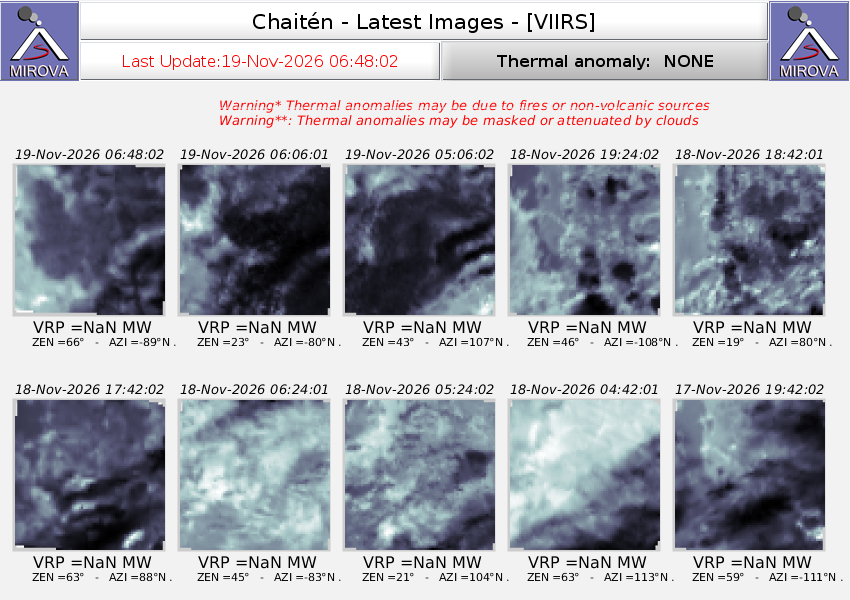 Chaitén - Latest Images - [VIIRS]
MIROVA
Last Update:19-Nov-2026 06:48:02
Thermal anomaly: NONE
MIROVA
Warning* Thermal anomalies may be due to fires or non-volcanic sources
Warning**: Thermal anomalies may be masked or attenuated by clouds
19-Nov-2026 06:48:02
19-Nov-2026 06:06:01
19-Nov-2026 05:06:02
18-Nov-2026 19:24:02
18-Nov-2026 18:42:01
VRP =NaN MW
VRP =NaN MW
VRP =NaN MW
VRP =NaN MW
VRP =NaN MW
ZEN =66° - AZI =-89°N .
ZEN =23° - AZI =-80°N .
ZEN =43° - AZI =107°N .
ZEN =46° - AZI =-108°N .
ZEN =19° - AZI =80°N .
18-Nov-2026 17:42:02
18-Nov-2026 06:24:01
18-Nov-2026 05:24:02
18-Nov-2026 04:42:01
17-Nov-2026 19:42:02
VRP =NaN MW
VRP =NaN MW
VRP =NaN MW
VRP =NaN MW
VRP =NaN MW
ZEN =63° - AZI =88°N .
ZEN =45° - AZI =-83°N .
ZEN =21° - AZI =104°N .
ZEN =63° - AZI =113°N .
ZEN =59° - AZI =-111°N .